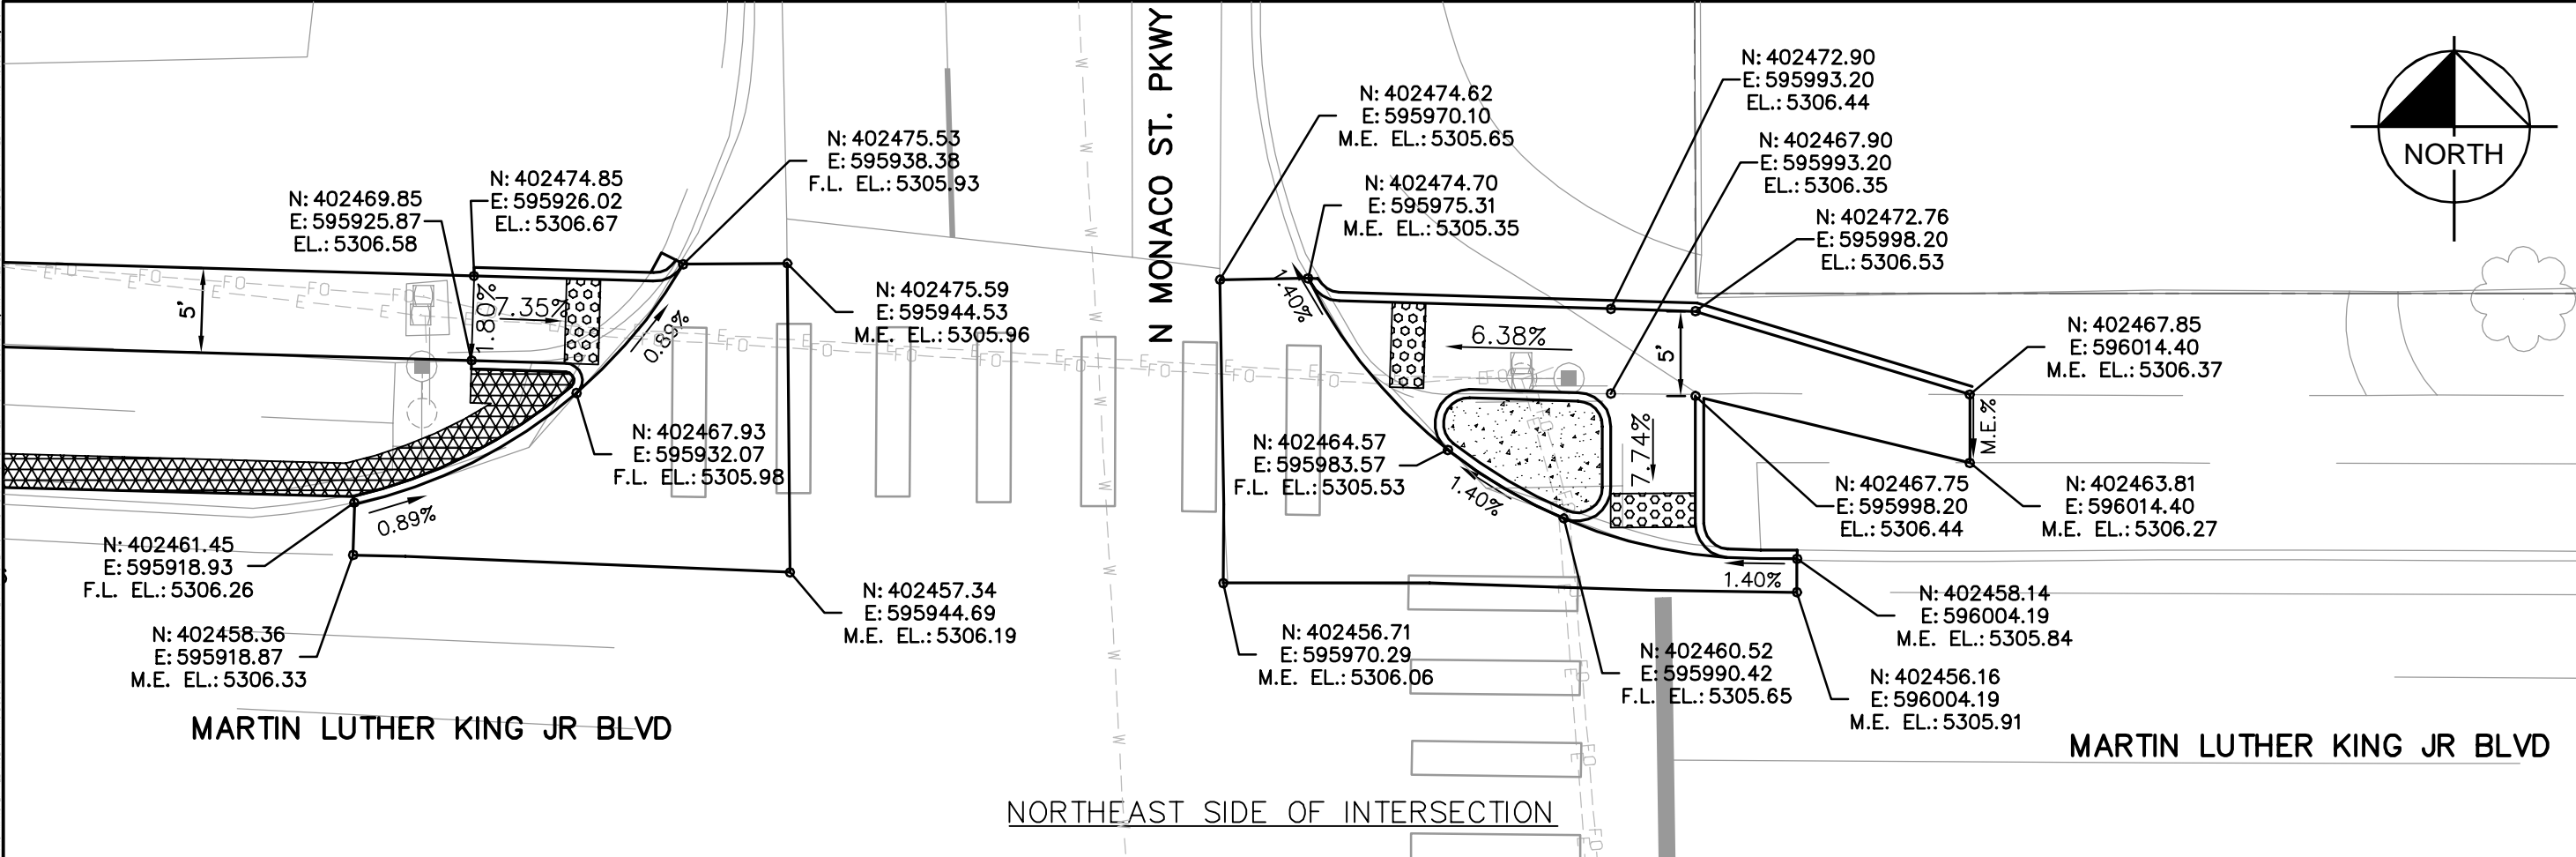 N: 402472.90
E: 595993.20
EL.: 5306.44
N: 402474.62
E: 595970.10
M.E. EL.: 5305.65
N: 402475.53
E: 595938.38
F.L. EL.: 5305.93
N: 402467.90
E: 595993.20
EL.: 5306.35
NORTH
N: 402474.85
E: 595926.02
EL.: 5306.67
N: 402469.85
E: 595925.87
EL.: 5306.58
N: 402474.70
E: 595975.31
M.E. EL.: 5305.35
N: 402472.76
E: 595998.20
EL.: 5306.53
N MONACO ST. PKWY
5'
1.80%
7.35%
0.89%
N: 402475.59
E: 595944.53
M.E. EL.: 5305.96
1.40%
6.38%
5'
N: 402467.85
E: 596014.40
M.E. EL.: 5306.37
M.E.%
N: 402467.93
E: 595932.07
F.L. EL.: 5305.98
N: 402464.57
E: 595983.57
F.L. EL.: 5305.53
7.74%
1.40%
N: 402467.75
E: 595998.20
EL.: 5306.44
N: 402463.81
E: 596014.40
M.E. EL.: 5306.27
0.89%
N: 402461.45
E: 595918.93
F.L. EL.: 5306.26
1.40%
N: 402457.34
E: 595944.69
M.E. EL.: 5306.19
N: 402458.14
E: 596004.19
M.E. EL.: 5305.84
N: 402458.36
E: 595918.87
M.E. EL.: 5306.33
N: 402456.71
E: 595970.29
M.E. EL.: 5306.06
N: 402460.52
E: 595990.42
F.L. EL.: 5305.65
N: 402456.16
E: 596004.19
M.E. EL.: 5305.91
MARTIN LUTHER KING JR BLVD
MARTIN LUTHER KING JR BLVD
NORTHEAST SIDE OF INTERSECTION